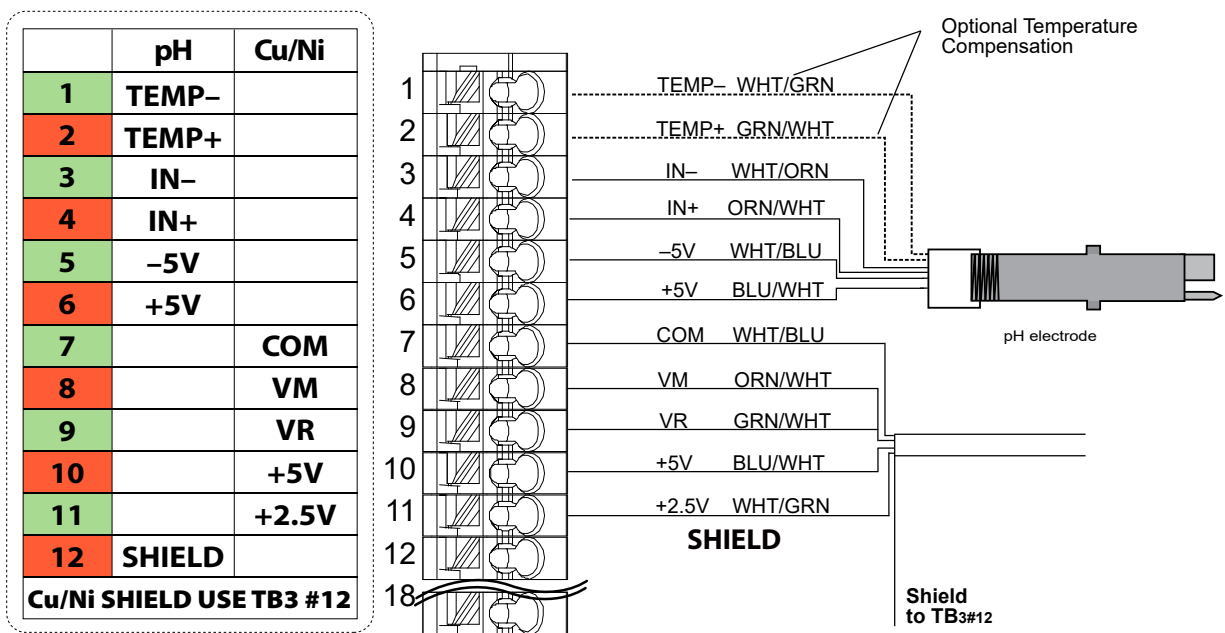 pH Cu/Ni
1 TEMP–
2 TEMP+
3 IN–
4 IN+
5 –5V
6 +5V
7 COM
8 VM
9 VR
10 +5V
11 +2.5V
12 SHIELD
Cu/Ni SHIELD USE TB3 #12
Optional Temperature
Compensation
1 TEMP– WHT/GRN
2 TEMP+ GRN/WHT
3 IN– WHT/ORN
4 IN+ ORN/WHT
5 –5V WHT/BLU
6 +5V BLU/WHT
7 COM WHT/BLU
8 VM ORN/WHT
9 VR GRN/WHT
10 +5V BLU/WHT
11 +2.5V WHT/GRN
12 SHIELD
18
pH electrode
Shield
to TB3#12